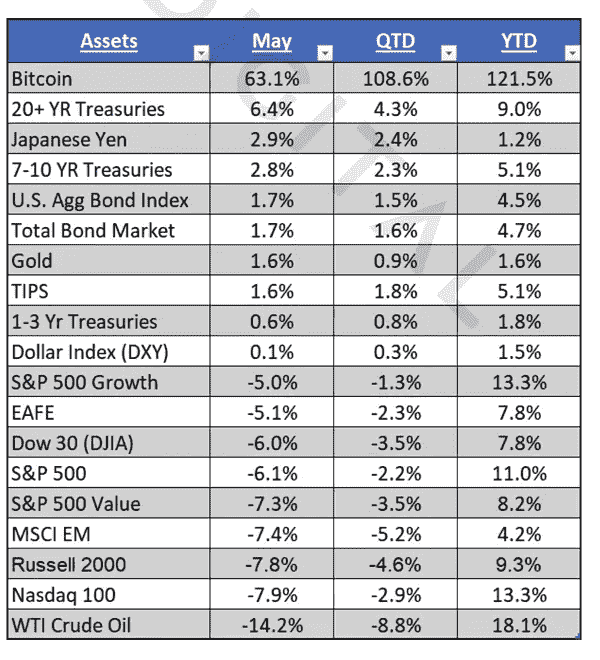 Assets May QTD YTD
Bitcoin 63.1% 108.6% 121.5%
20+ YR Treasuries 6.4% 4.3% 9.0%
Japanese Yen 2.9% 2.4% 1.2%
7-10 YR Treasuries 2.8% 2.3% 5.1%
U.S. Agg Bond Index 1.7% 1.5% 4.5%
Total Bond Market 1.7% 1.6% 4.7%
Gold 1.6% 0.9% 1.6%
TIPS 1.6% 1.8% 5.1%
1-3 Yr Treasuries 0.6% 0.8% 1.8%
Dollar Index (DXY) 0.1% 0.3% 1.5%
S&P 500 Growth -5.0% -1.3% 13.3%
EAFE -5.1% -2.3% 7.8%
Dow 30 (DJIA) -6.0% -3.5% 7.8%
S&P 500 -6.1% -2.2% 11.0%
S&P 500 Value -7.3% -3.5% 8.2%
MSCI EM -7.4% -5.2% 4.2%
Russell 2000 -7.8% -4.6% 9.3%
Nasdaq 100 -7.9% -2.9% 13.3%
WTI Crude Oil -14.2% -8.8% 18.1%